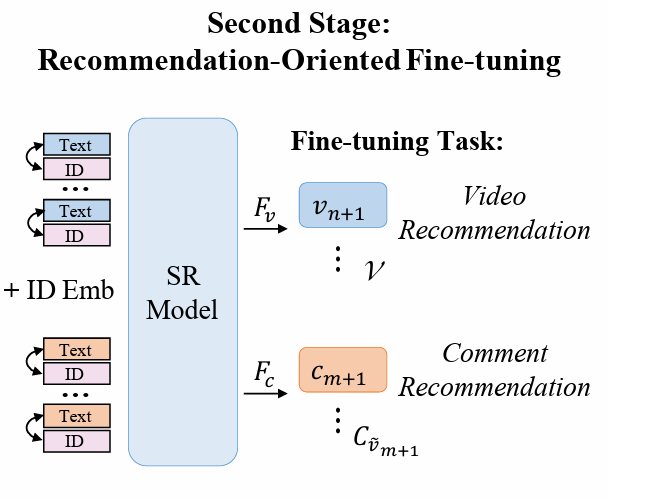 Second Stage:
Recommendation-Oriented Fine-tuning
Fine-tuning Task:
Text
ID
...
Text
ID
+ ID Emb
Text
ID
...
Text
ID
SR
Model
F_v
v_{n+1}
⋮ 𝒱
Video
Recommendation
F_c
c_{m+1}
⋮ C_{ṽ_{m+1}}
Comment
Recommendation